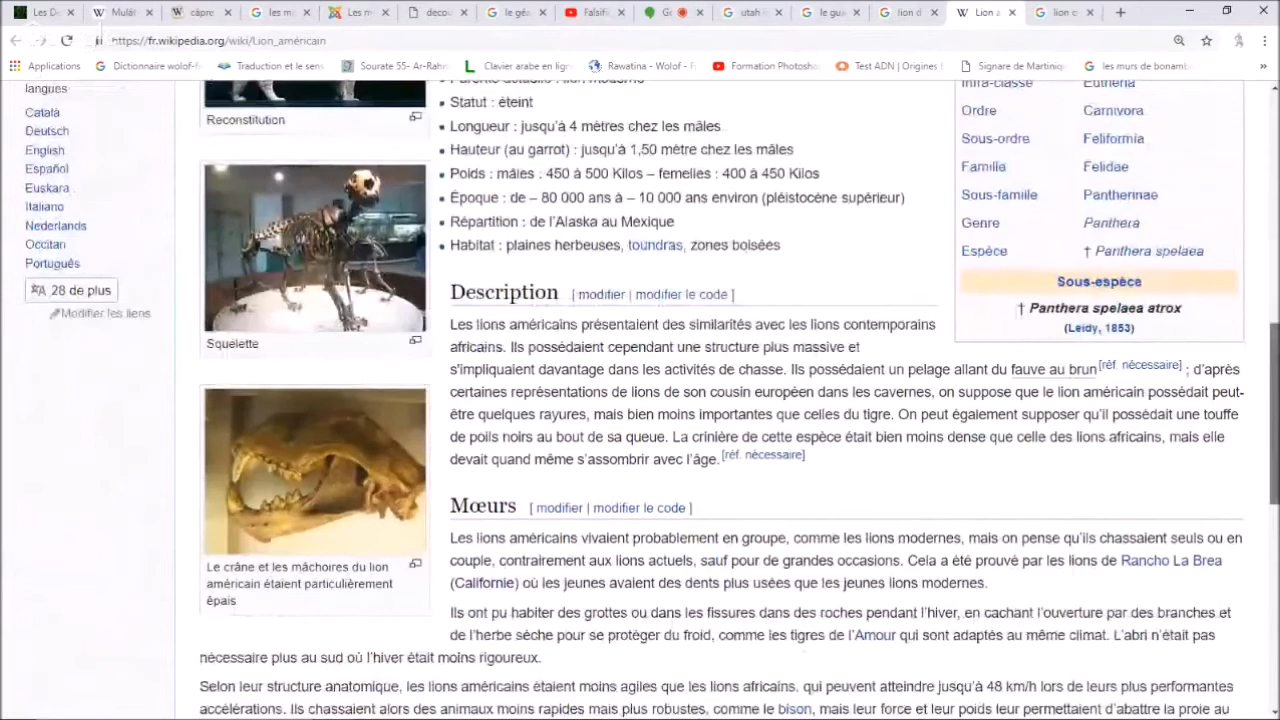 Les De
Mulât
câpre
les m
Les m
decou
le géa
Falsifi
G
utah
le gue
lion d
Lion a
lion c
https://fr.wikipedia.org/wiki/Lion_américain
Applications
Dictionnaire wolof-f
Traduction et le sens
Sourate 55- Ar-Rahn
Clavier arabe en lign
Rawatina - Wolof - F
Formation Photosho
Test ADN | Origines
Signare de Martiniqu
les murs de bonamb
»
langues
Català
Deutsch
English
Español
Euskara
Italiano
Nederlands
Occitan
Português
28 de plus
Modifier les liens
Reconstitution
Squelette
Le crâne et les mâchoires du lion
américain étaient particulièrement
épais
Statut : éteint
Longueur : jusqu'à 4 mètres chez les mâles
Hauteur (au garrot) : jusqu'à 1,50 mètre chez les mâles
Poids : mâles : 450 à 500 Kilos – femelles : 400 à 450 Kilos
Époque : de – 80 000 ans à – 10 000 ans environ (pléistocène supérieur)
Répartition : de l'Alaska au Mexique
Habitat : plaines herbeuses, toundras, zones boisées
Infra-classe Eutheria
Ordre Carnivora
Sous-ordre Feliformia
Famille Felidae
Sous-famille Pantherinae
Genre Panthera
Espèce † Panthera spelaea
Sous-espèce
† Panthera spelaea atrox
(Leidy, 1853)
Description [ modifier | modifier le code ]
Les lions américains présentaient des similarités avec les lions contemporains
africains. Ils possédaient cependant une structure plus massive et
s'impliquaient davantage dans les activités de chasse. Ils possédaient un pelage allant du fauve au brun[réf. nécessaire] ; d'après
certaines représentations de lions de son cousin européen dans les cavernes, on suppose que le lion américain possédait peut-
être quelques rayures, mais bien moins importantes que celles du tigre. On peut également supposer qu'il possédait une touffe
de poils noirs au bout de sa queue. La crinière de cette espèce était bien moins dense que celle des lions africains, mais elle
devait quand même s'assombrir avec l'âge.[réf. nécessaire]
Mœurs [ modifier | modifier le code ]
Les lions américains vivaient probablement en groupe, comme les lions modernes, mais on pense qu'ils chassaient seuls ou en
couple, contrairement aux lions actuels, sauf pour de grandes occasions. Cela a été prouvé par les lions de Rancho La Brea
(Californie) où les jeunes avaient des dents plus usées que les jeunes lions modernes.
Ils ont pu habiter des grottes ou dans les fissures dans des roches pendant l'hiver, en cachant l'ouverture par des branches et
de l'herbe sèche pour se protéger du froid, comme les tigres de l'Amour qui sont adaptés au même climat. L'abri n'était pas
nécessaire plus au sud où l'hiver était moins rigoureux.
Selon leur structure anatomique, les lions américains étaient moins agiles que les lions africains, qui peuvent atteindre jusqu'à 48 km/h lors de leurs plus performantes
accélérations. Ils chassaient alors des animaux moins rapides mais plus robustes, comme le bison, mais leur force et leur poids leur permettaient d'abattre la proie au